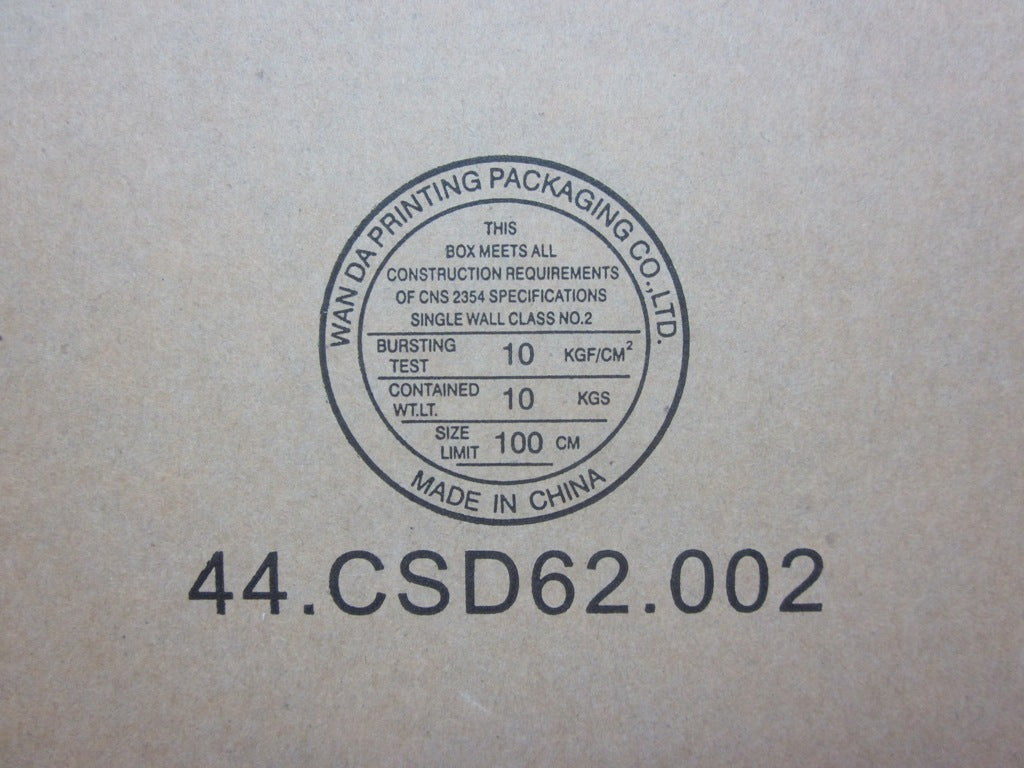 WAN DA PRINTING PACKAGING CO.,LTD.
THIS
BOX MEETS ALL
CONSTRUCTION REQUIREMENTS
OF CNS 2354 SPECIFICATIONS
SINGLE WALL CLASS NO.2
BURSTING TEST 10 KGF/CM²
CONTAINED WT.LT. 10 KGS
SIZE LIMIT 100 CM
MADE IN CHINA
44.CSD62.002